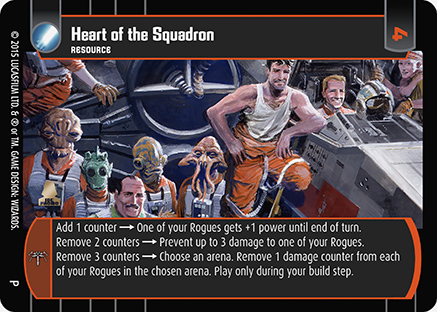 Heart of the Squadron
RESOURCE
4
© 2015 LUCASFILM LTD. & ® or TM. GAME DESIGN: WIZARDS.
Add 1 counter → One of your Rogues gets +1 power until end of turn.
Remove 2 counters → Prevent up to 3 damage to one of your Rogues.
Remove 3 counters → Choose an arena. Remove 1 damage counter from each
of your Rogues in the chosen arena. Play only during your build step.
P